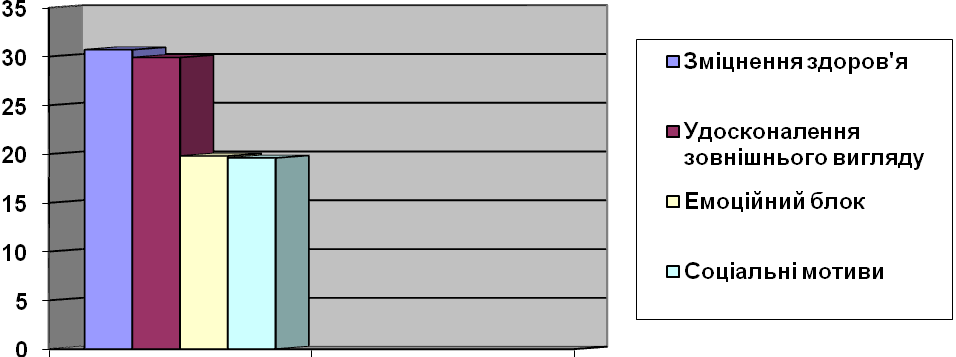 35
30
25
20
15
10
5
0
Зміцнення здоров'я
Удосконалення
зовнішнього вигляду
Емоційний блок
Соціальні мотиви